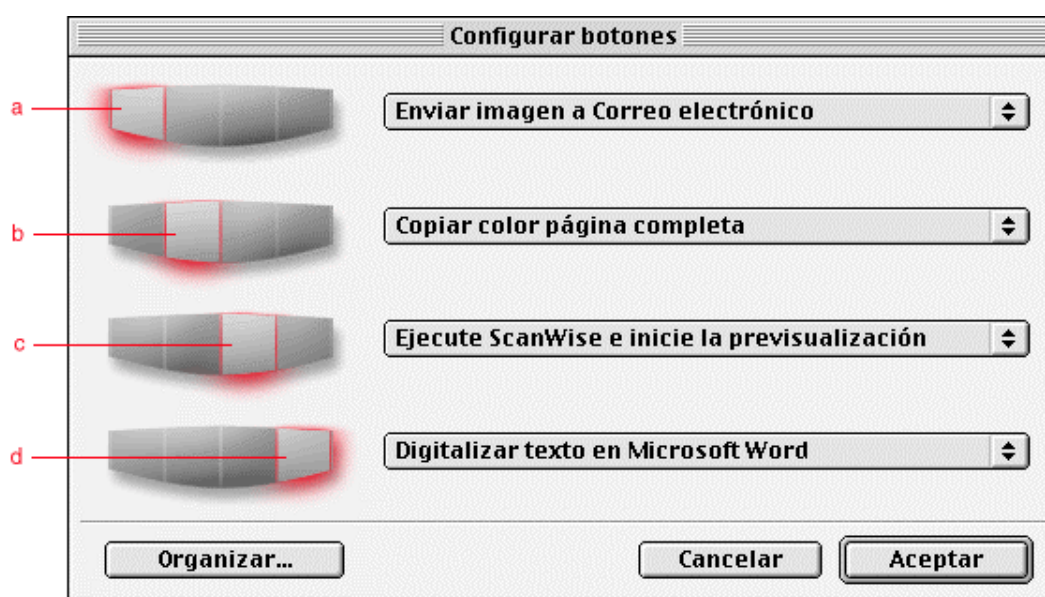 Configurar botones
a
Enviar imagen a Correo electrónico
b
Copiar color página completa
c
Ejecute ScanWise e inicie la previsualización
d
Digitalizar texto en Microsoft Word
Organizar...
Cancelar
Aceptar